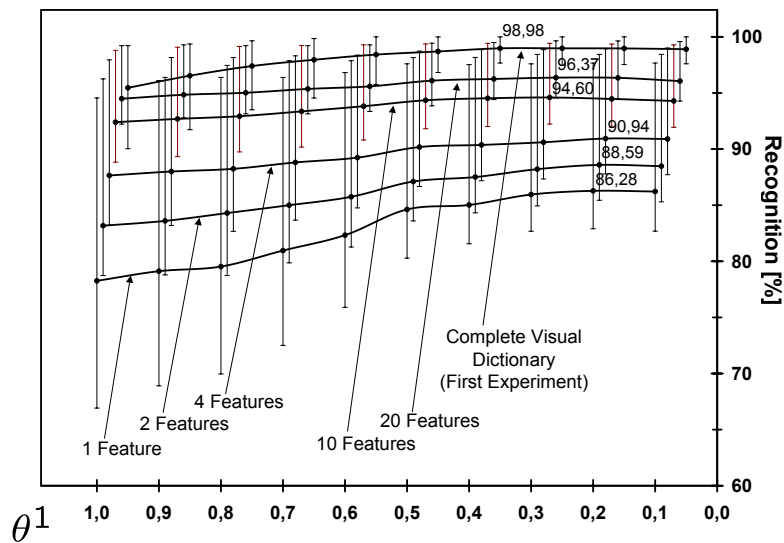 98,98
96,37
94,60
90,94
88,59
86,28
100
90
80
70
60
Recognition [%]
Complete Visual
Dictionary
(First Experiment)
20 Features
10 Features
4 Features
2 Features
1 Feature
θ1
1,0 0,9 0,8 0,7 0,6 0,5 0,4 0,3 0,2 0,1 0,0